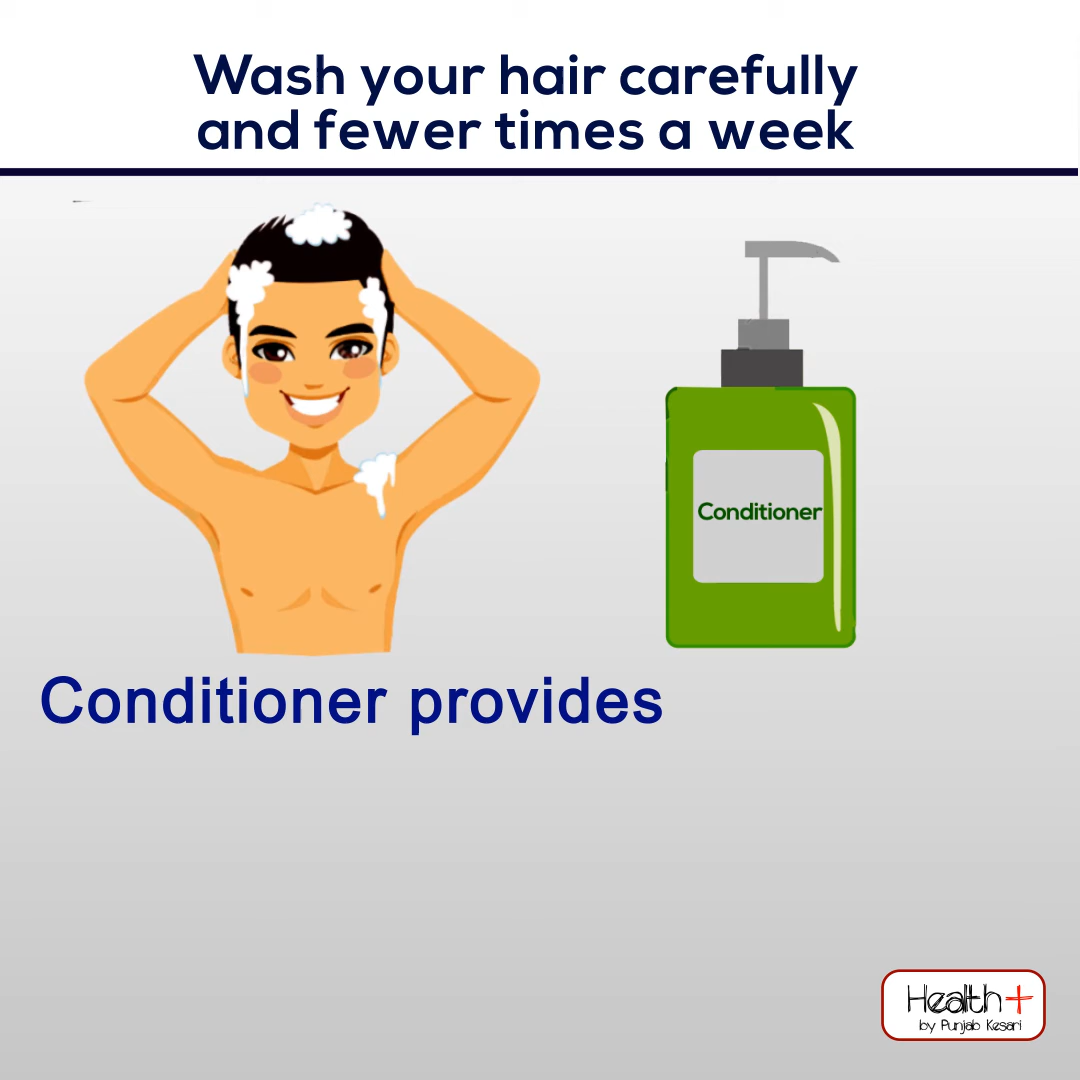 Wash your hair carefully
and fewer times a week
Conditioner
Conditioner provides
Health+
by Punjab Kesari